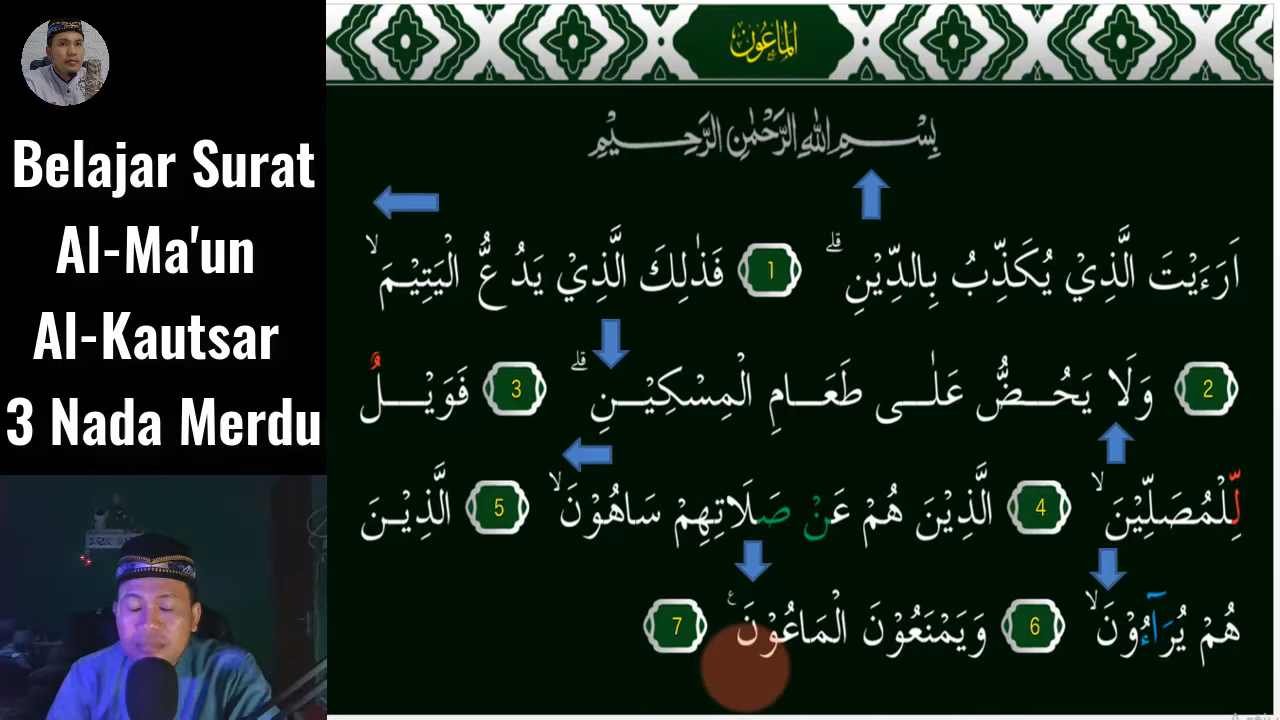 Belajar Surat
Al-Ma'un
Al-Kautsar
3 Nada Merdu
الماعون
بِسْمِ اللّٰهِ الرَّحْمٰنِ الرَّحِيْمِ
اَرَءَيْتَ الَّذِيْ يُكَذِّبُ بِالدِّيْنِۗ 1 فَذٰلِكَ الَّذِيْ يَدُعُّ الْيَتِيْمَۙ
2 وَلَا يَحُضُّ عَلٰى طَعَامِ الْمِسْكِيْنِۗ 3 فَوَيْلٌ
لِّلْمُصَلِّيْنَۙ 4 الَّذِيْنَ هُمْ عَنْ صَلَاتِهِمْ سَاهُوْنَۙ 5 الَّذِيْنَ
هُمْ يُرَاۤءُوْنَۙ 6 وَيَمْنَعُوْنَ الْمَاعُوْنَ ࣖ 7